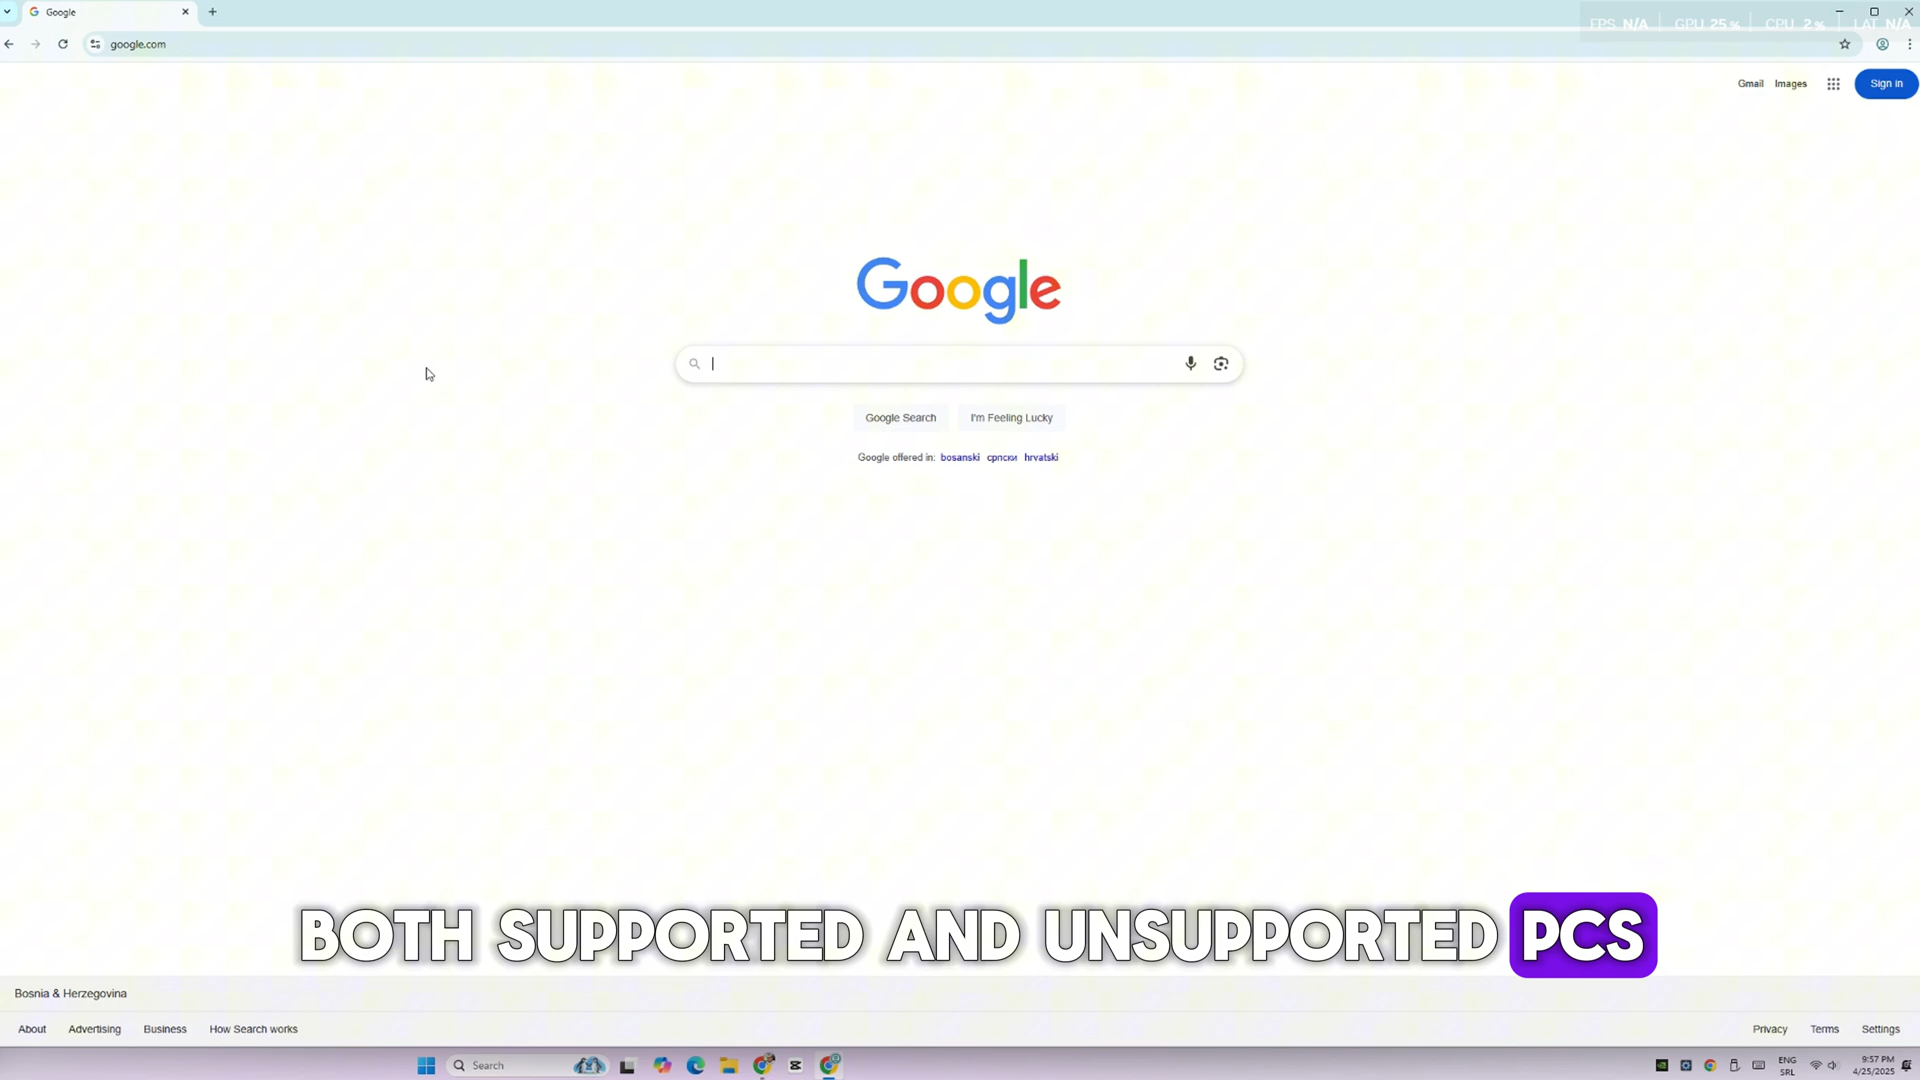 Google
FPS N/A GPU 25% CPU 2% LAT N/A
google.com
Gmail Images Sign in
Google
Google Search I'm Feeling Lucky
Google offered in: bosanski српски hrvatski
BOTH SUPPORTED AND UNSUPPORTED PCS
Bosnia & Herzegovina
About Advertising Business How Search works Privacy Terms Settings
Search
ENG
SRL
9:57 PM
4/25/2025